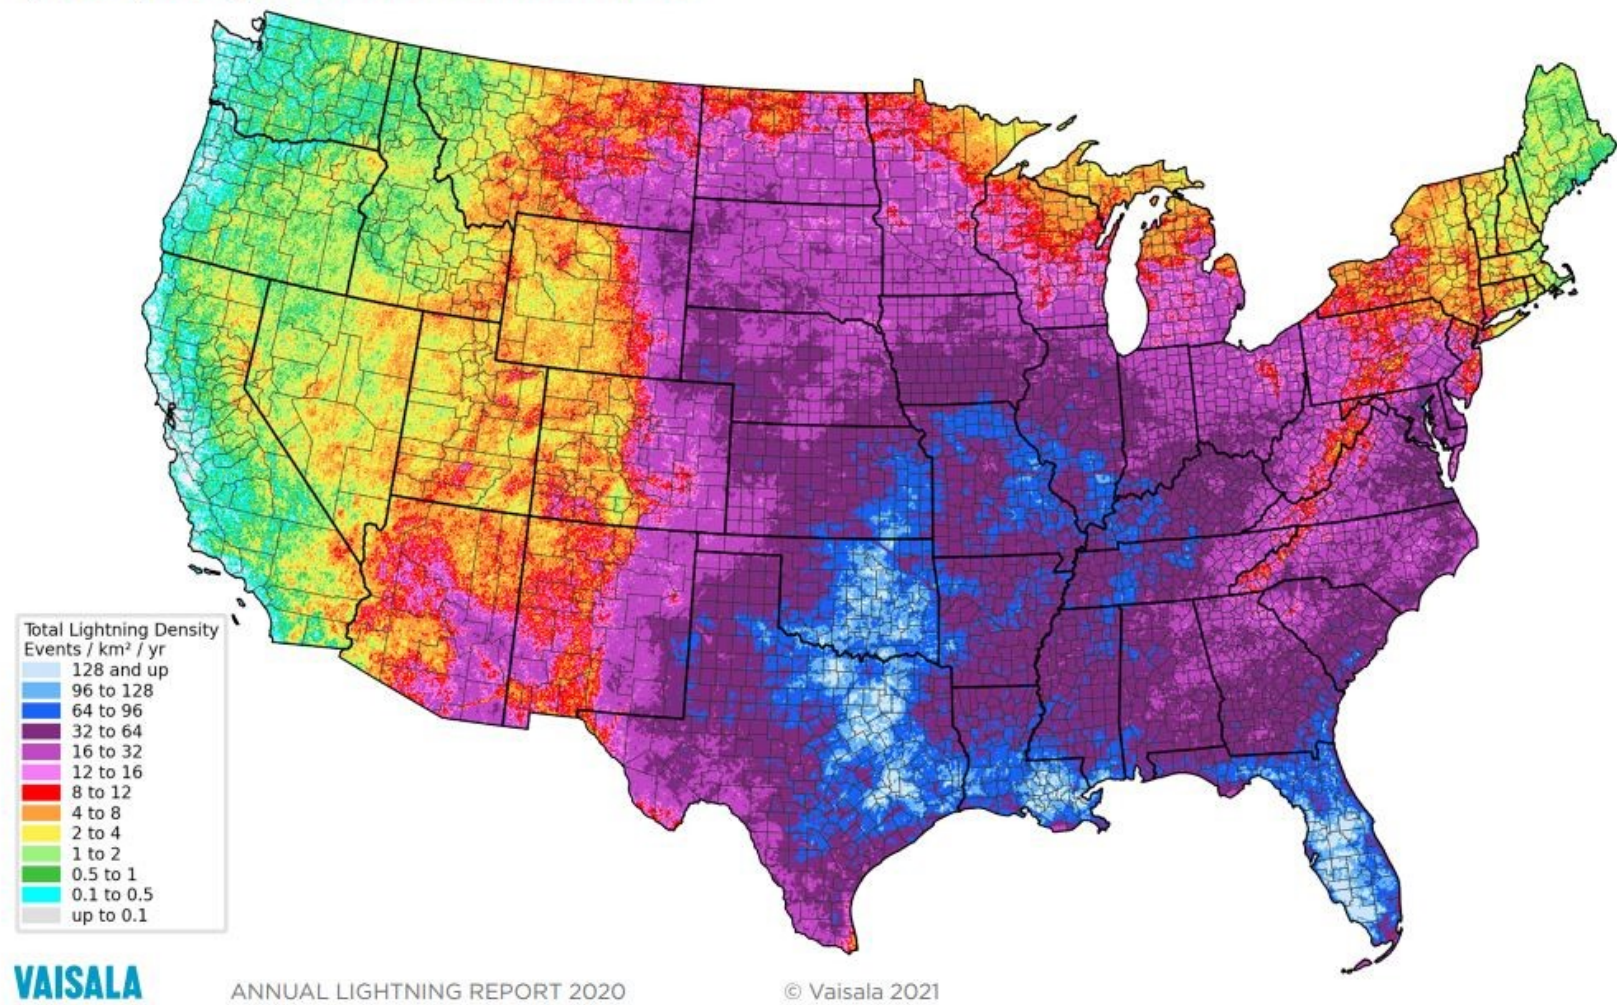 Total Lightning Density
Events / km² / yr
128 and up
96 to 128
64 to 96
32 to 64
16 to 32
12 to 16
8 to 12
4 to 8
2 to 4
1 to 2
0.5 to 1
0.1 to 0.5
up to 0.1
VAISALA
ANNUAL LIGHTNING REPORT 2020
© Vaisala 2021